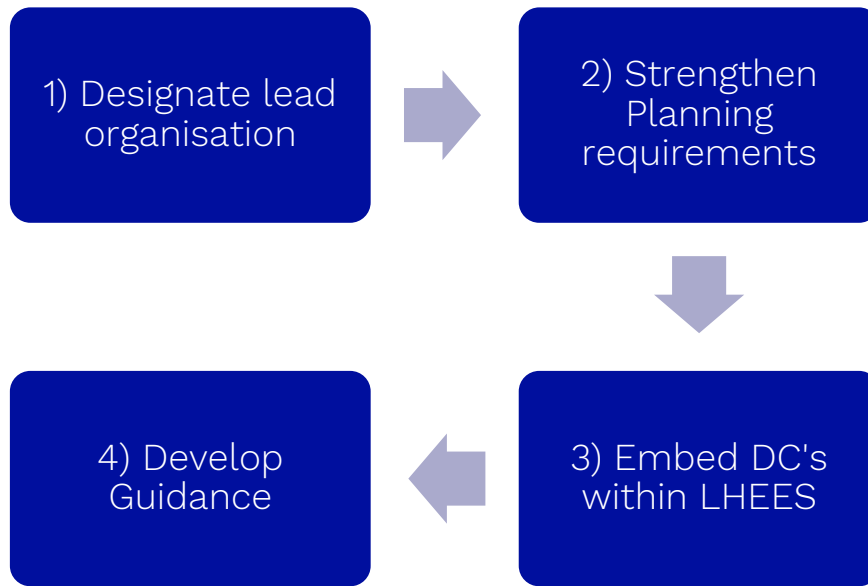 1) Designate lead
organisation
2) Strengthen
Planning
requirements
3) Embed DC's
within LHEES
4) Develop
Guidance